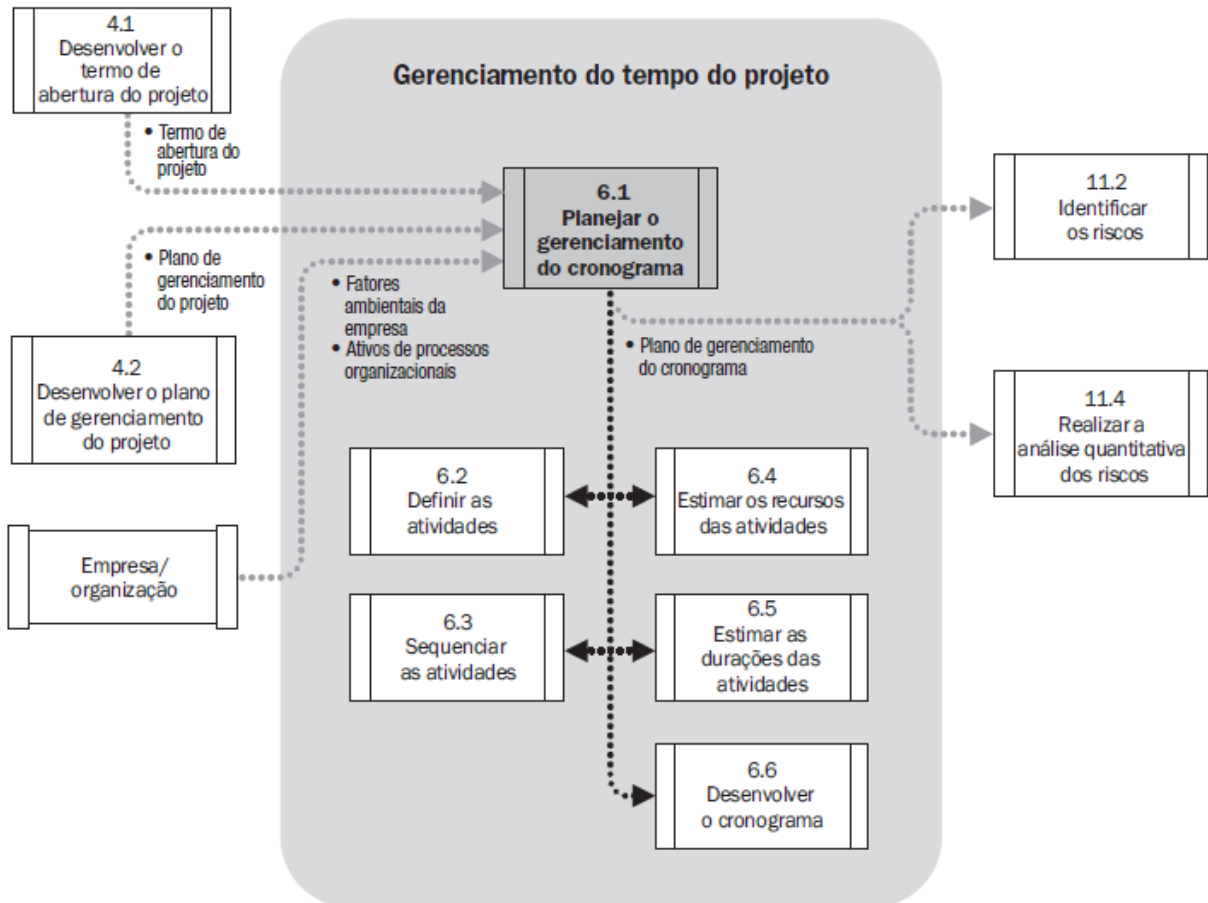 4.1
Desenvolver o
termo de
abertura do projeto
Gerenciamento do tempo do projeto
• Termo de
abertura do
projeto
6.1
Planejar o
gerenciamento
do cronograma
11.2
Identificar
os riscos
• Plano de
gerenciamento
do projeto
• Fatores
ambientais da
empresa
• Ativos de processos
organizacionais
• Plano de gerenciamento
do cronograma
4.2
Desenvolver o plano
de gerenciamento
do projeto
11.4
Realizar a
análise quantitativa
dos riscos
6.2
Definir as
atividades
6.4
Estimar os recursos
das atividades
Empresa/
organização
6.3
Sequenciar
as atividades
6.5
Estimar as
durações das
atividades
6.6
Desenvolver
o cronograma